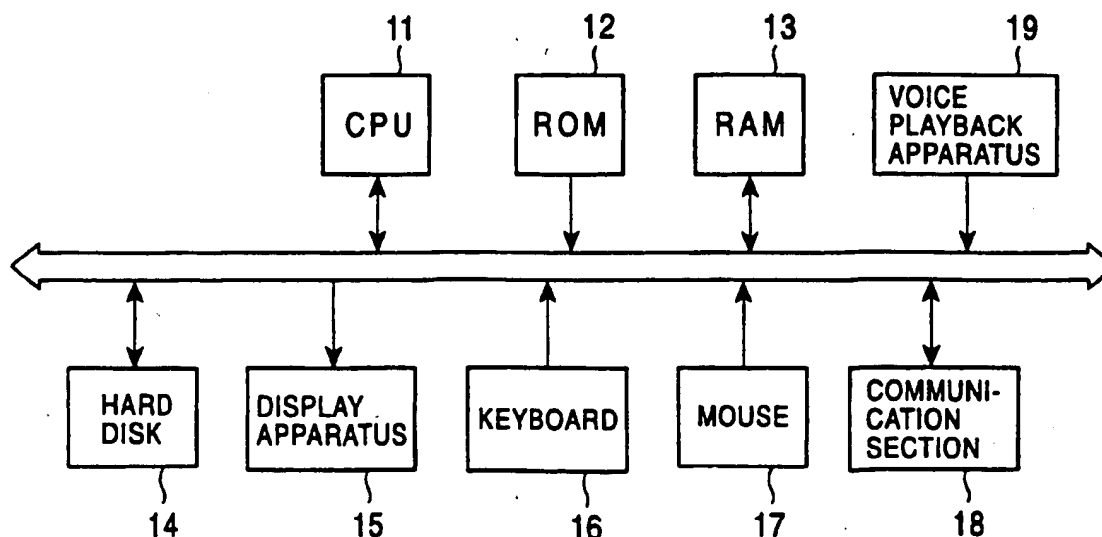 11
12
13
19
CPU
ROM
RAM
VOICE
PLAYBACK
APPARATUS
HARD
DISK
DISPLAY
APPARATUS
KEYBOARD
MOUSE
COMMUNI-
CATION
SECTION
14
15
16
17
18